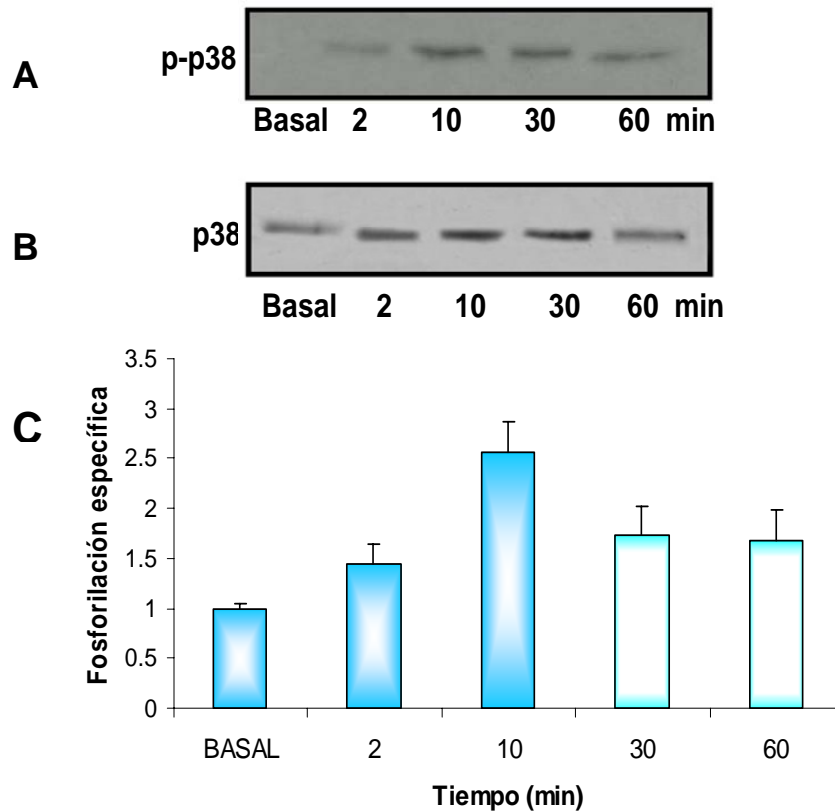 A
p-p38
Basal 2 10 30 60 min
B
p38
Basal 2 10 30 60 min
C
Fosforilación específica
3.5
3
2.5
2
1.5
1
0.5
0
BASAL 2 10 30 60
Tiempo (min)